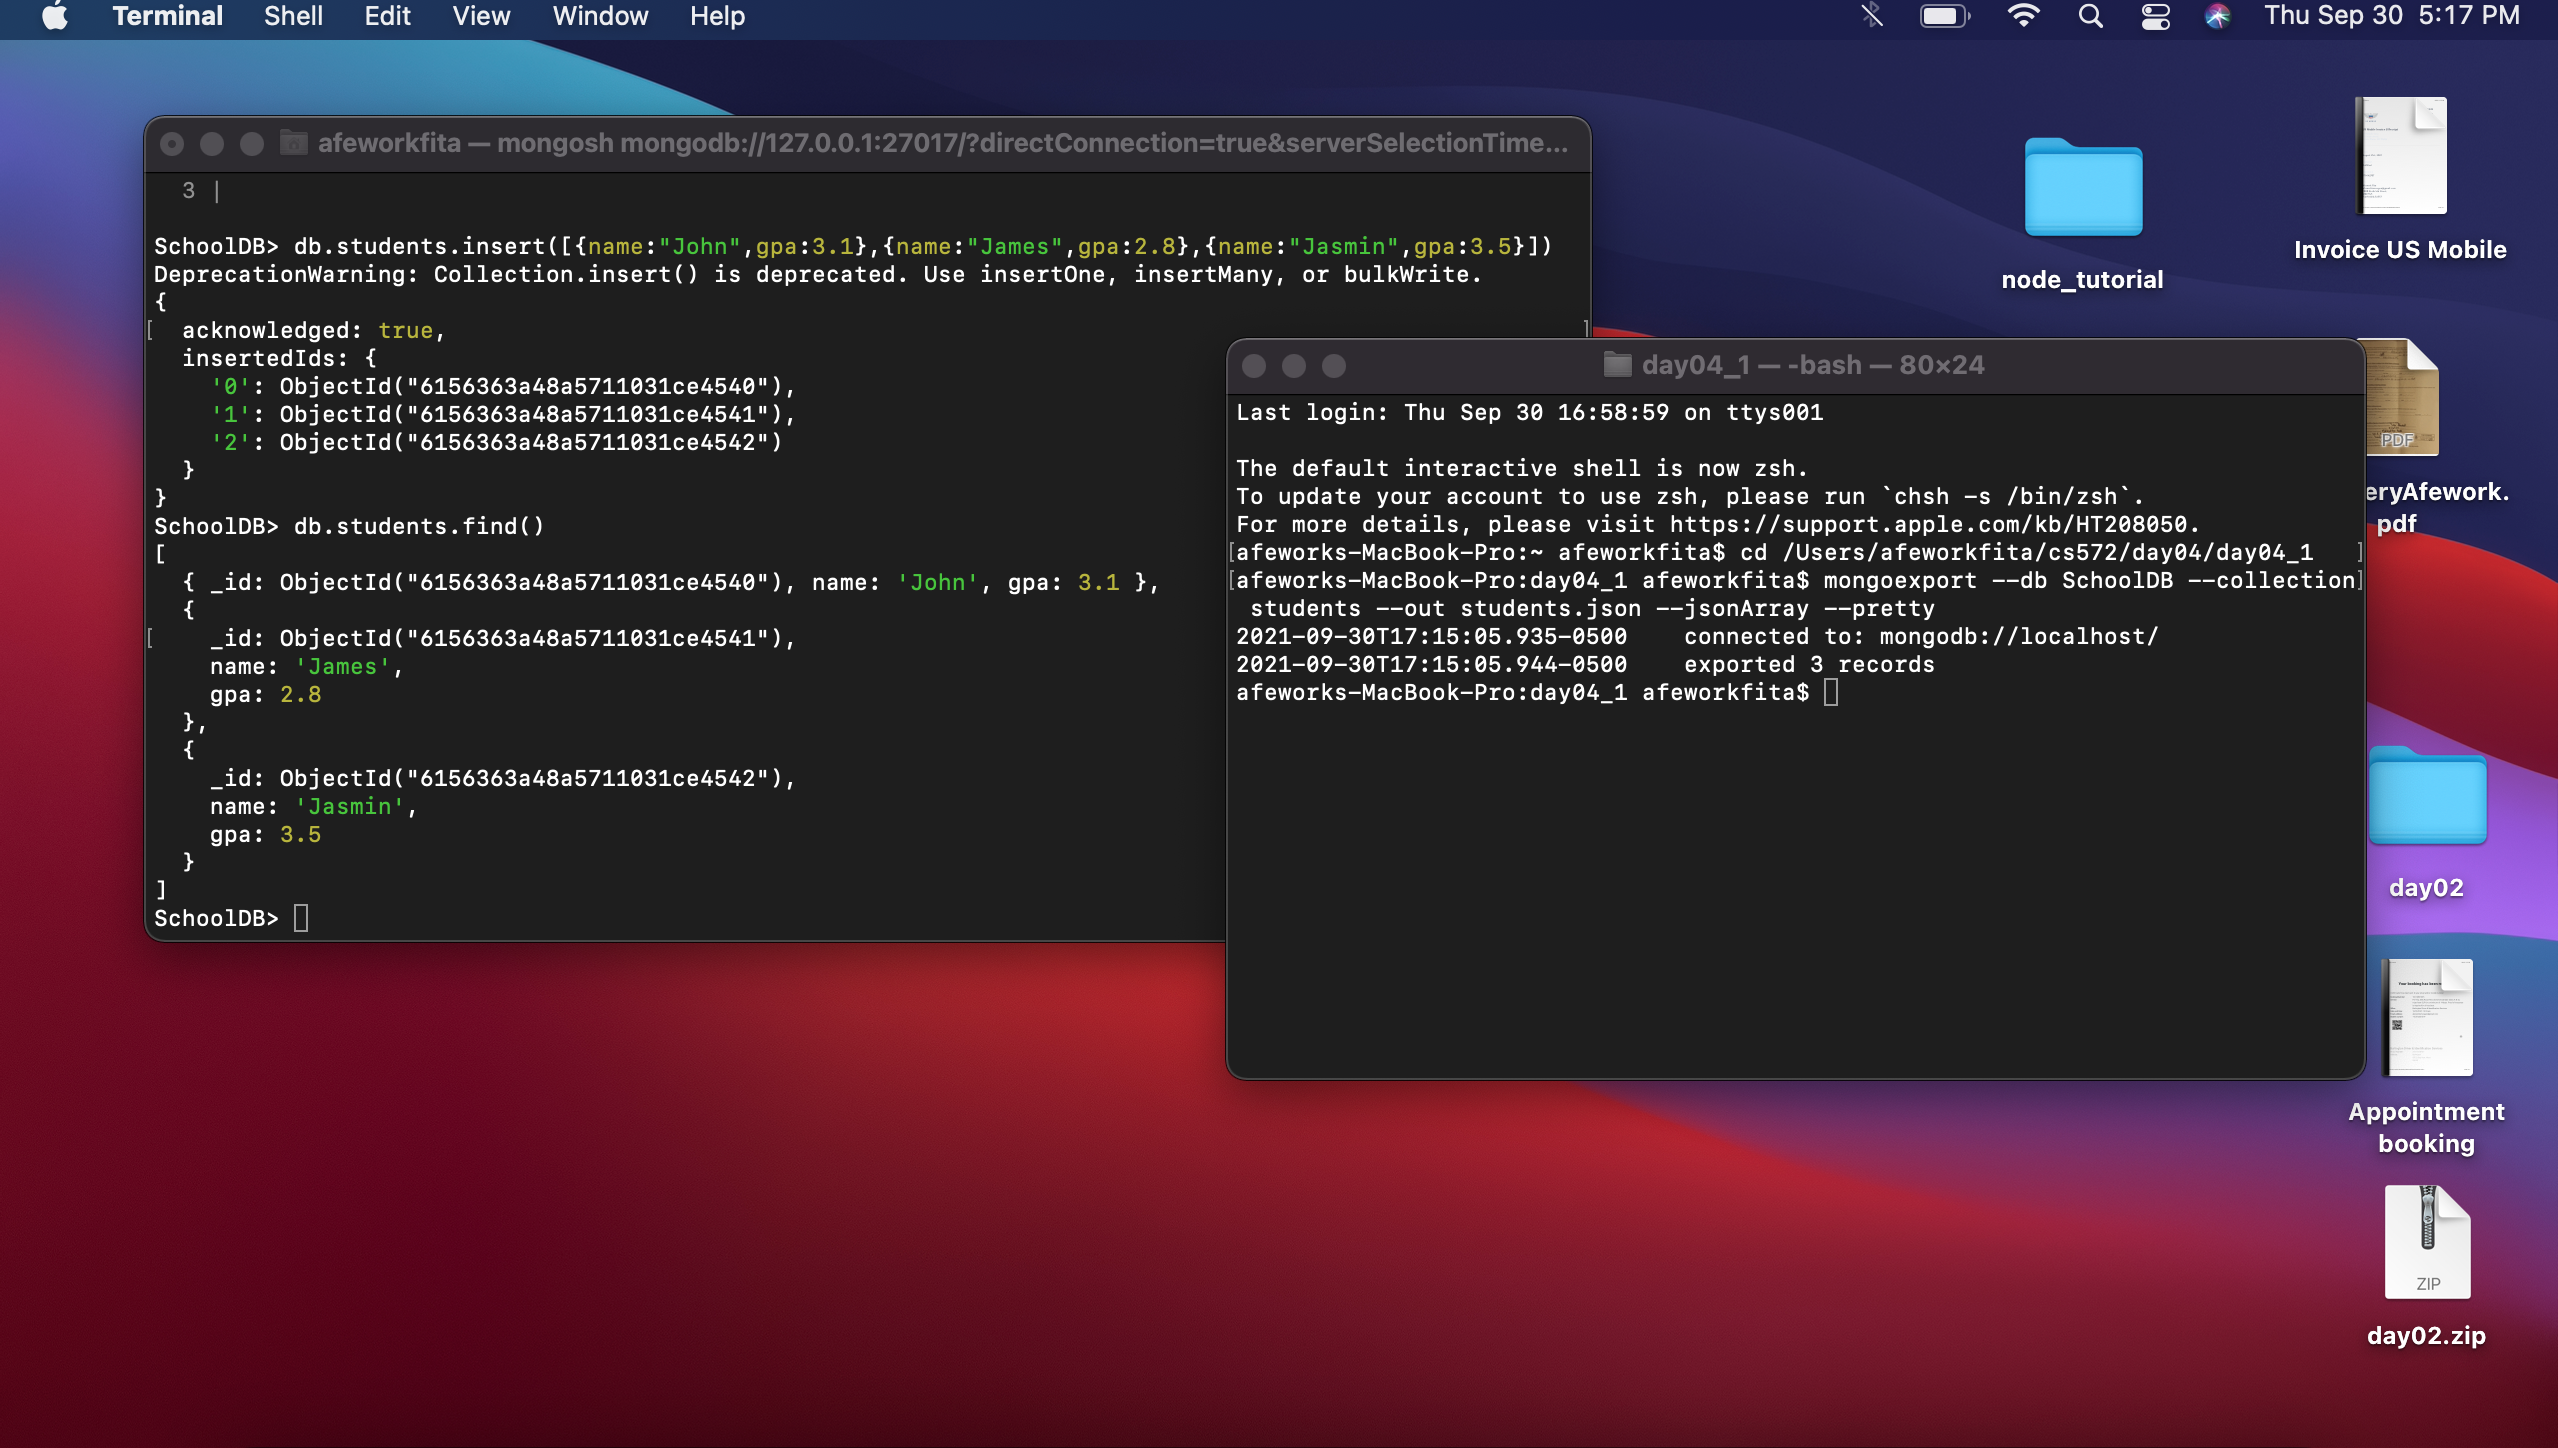 Terminal Shell Edit View Window Help Thu Sep 30 5:17 PM
afeworkfita — mongosh mongodb://127.0.0.1:27017/?directConnection=true&serverSelectionTime...
3 |
SchoolDB> db.students.insert([{name:"John",gpa:3.1},{name:"James",gpa:2.8},{name:"Jasmin",gpa:3.5}])
DeprecationWarning: Collection.insert() is deprecated. Use insertOne, insertMany, or bulkWrite.
{
[ acknowledged: true, ]
insertedIds: {
'0': ObjectId("6156363a48a5711031ce4540"),
'1': ObjectId("6156363a48a5711031ce4541"),
'2': ObjectId("6156363a48a5711031ce4542")
}
}
SchoolDB> db.students.find()
[
{ _id: ObjectId("6156363a48a5711031ce4540"), name: 'John', gpa: 3.1 },
{
[ _id: ObjectId("6156363a48a5711031ce4541"),
name: 'James',
gpa: 2.8
},
{
_id: ObjectId("6156363a48a5711031ce4542"),
name: 'Jasmin',
gpa: 3.5
}
]
SchoolDB>
day04_1 — -bash — 80×24
Last login: Thu Sep 30 16:58:59 on ttys001
The default interactive shell is now zsh.
To update your account to use zsh, please run `chsh -s /bin/zsh`.
For more details, please visit https://support.apple.com/kb/HT208050.
[afeworks-MacBook-Pro:~ afeworkfita$ cd /Users/afeworkfita/cs572/day04/day04_1 ]
[afeworks-MacBook-Pro:day04_1 afeworkfita$ mongoexport --db SchoolDB --collection]
students --out students.json --jsonArray --pretty
2021-09-30T17:15:05.935-0500 connected to: mongodb://localhost/
2021-09-30T17:15:05.944-0500 exported 3 records
afeworks-MacBook-Pro:day04_1 afeworkfita$
node_tutorial
Invoice US Mobile
PDF
eryAfework.
pdf
day02
Appointment
booking
ZIP
day02.zip